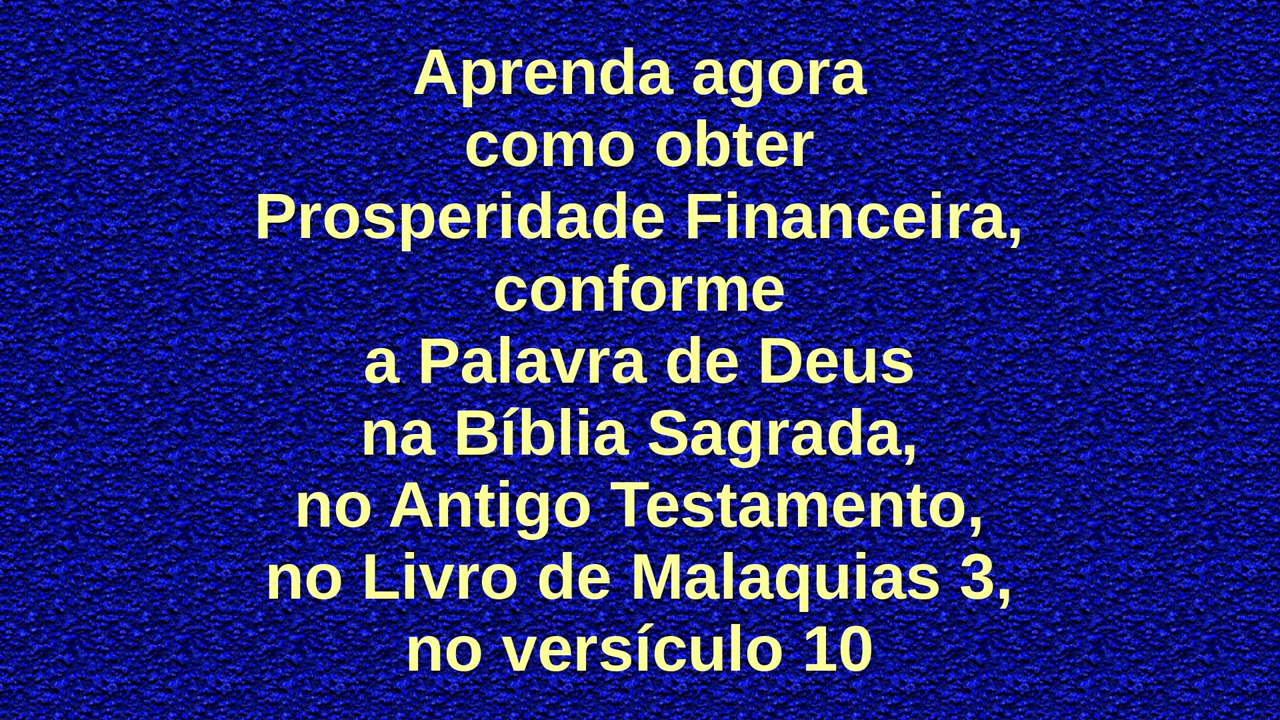 Aprenda agora
como obter
Prosperidade Financeira,
conforme
a Palavra de Deus
na Bíblia Sagrada,
no Antigo Testamento,
no Livro de Malaquias 3,
no versículo 10